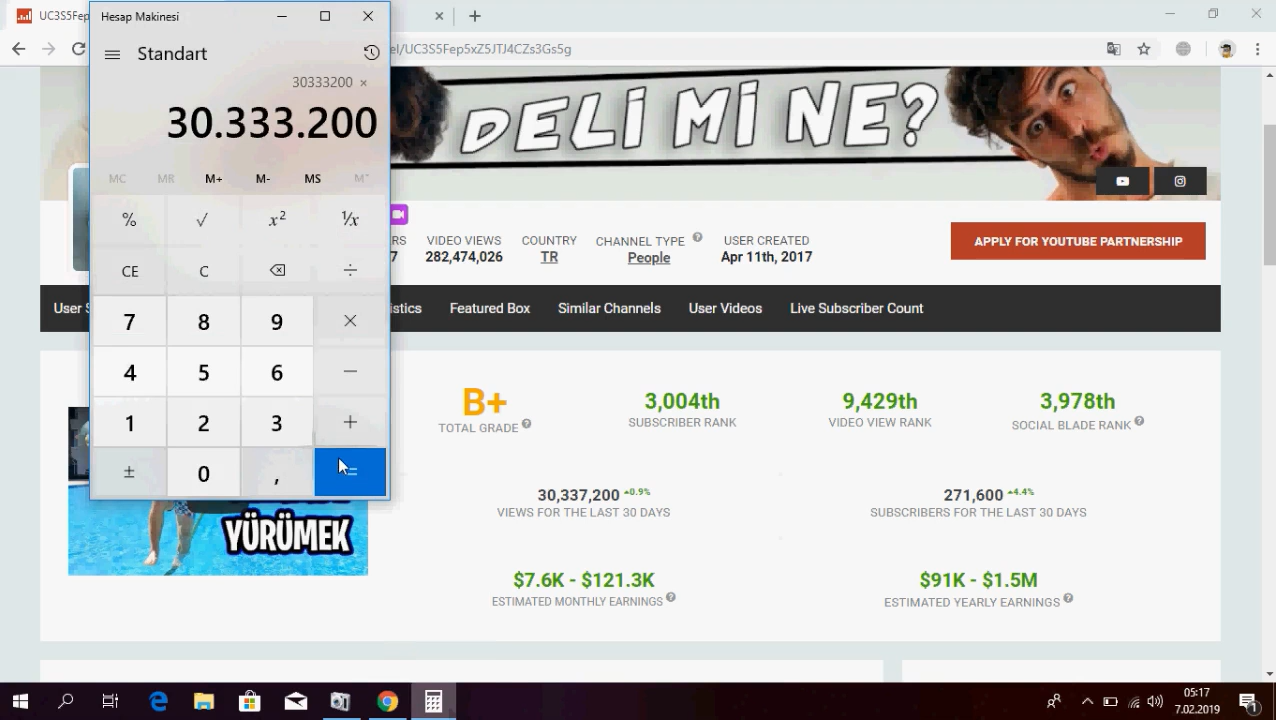 UC3S5Fep
Hesap Makinesi
el/UC3S5Fep5xZ5JTJ4CZs3Gs5g
Standart
30333200 ×
30.333.200
MC MR M+ M- MS M˅
% √ x² ¹/x
CE C ÷
7 8 9 ×
4 5 6 −
1 2 3 +
± 0 , =
DELİ Mİ NE?
RS
7
VIDEO VIEWS
282,474,026
COUNTRY
TR
CHANNEL TYPE ?
People
USER CREATED
Apr 11th, 2017
APPLY FOR YOUTUBE PARTNERSHIP
User S
istics
Featured Box
Similar Channels
User Videos
Live Subscriber Count
B+
TOTAL GRADE ?
3,004th
SUBSCRIBER RANK
9,429th
VIDEO VIEW RANK
3,978th
SOCIAL BLADE RANK ?
30,337,200 +0.9%
VIEWS FOR THE LAST 30 DAYS
271,600 +4.4%
SUBSCRIBERS FOR THE LAST 30 DAYS
$7.6K - $121.3K
ESTIMATED MONTHLY EARNINGS ?
$91K - $1.5M
ESTIMATED YEARLY EARNINGS ?
YÜRÜMEK
05:17
7.02.2019
1